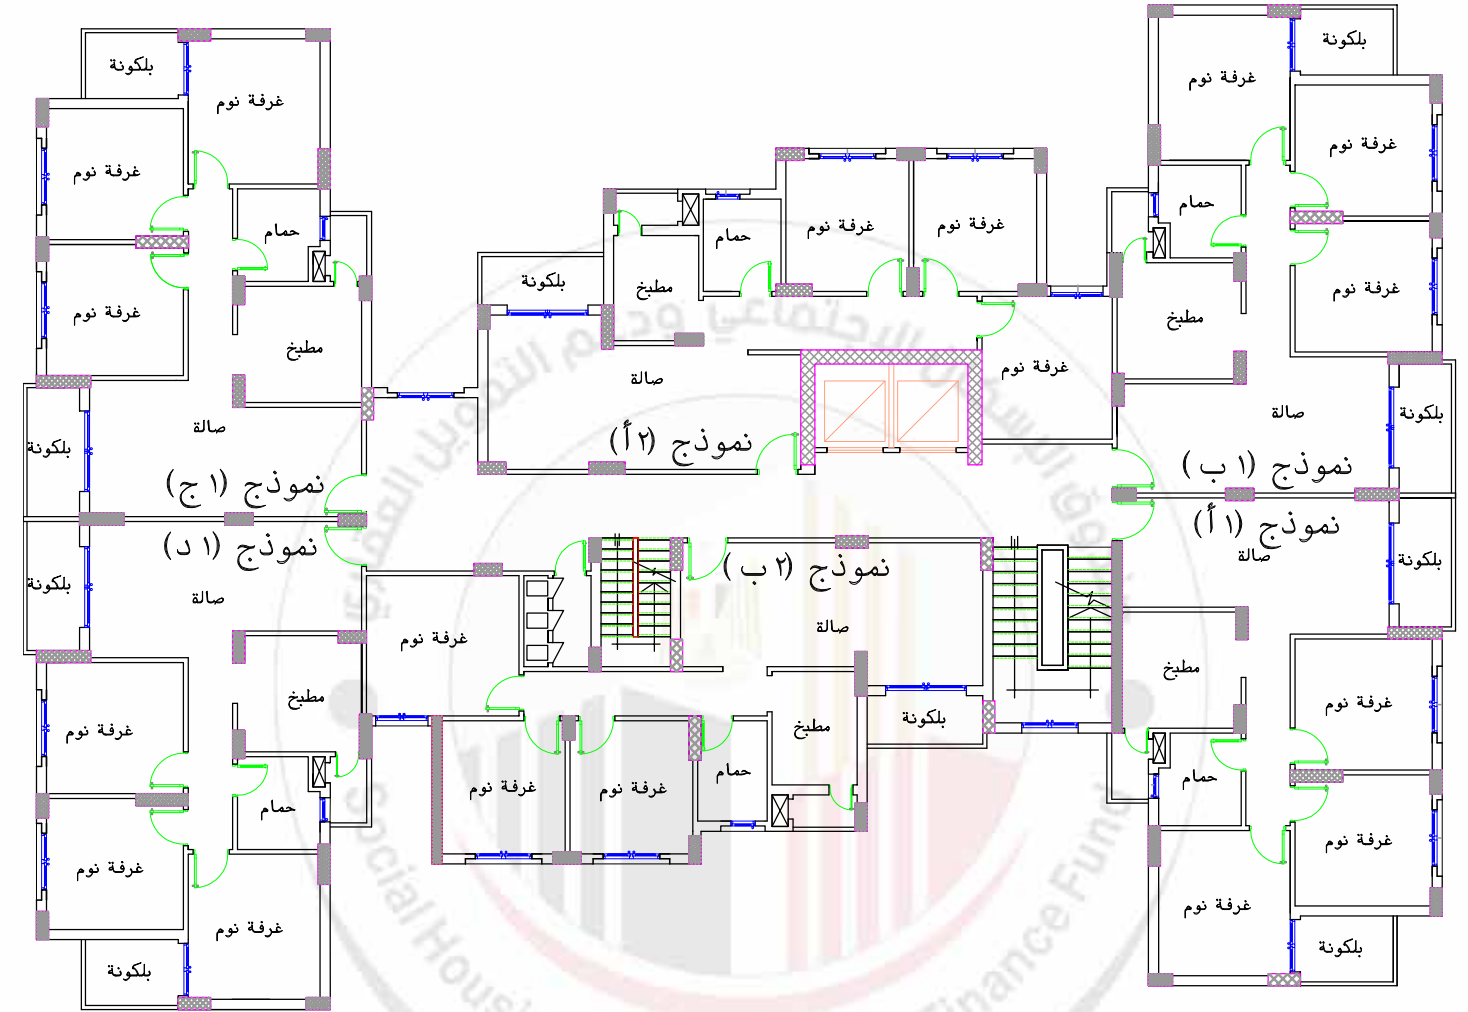 بلكونة
غرفة نوم
غرفة نوم
حمام
غرفة نوم
مطبخ
صالة
بلكونة
نموذج (١ ج)
نموذج (١ د)
بلكونة
صالة
مطبخ
غرفة نوم
حمام
غرفة نوم
غرفة نوم
بلكونة
بلكونة
مطبخ
حمام
غرفة نوم
غرفة نوم
غرفة نوم
صالة
نموذج (٢ أ)
نموذج (٢ ب)
صالة
غرفة نوم
غرفة نوم
غرفة نوم
حمام
مطبخ
بلكونة
بلكونة
غرفة نوم
غرفة نوم
حمام
غرفة نوم
مطبخ
صالة
بلكونة
نموذج (١ ب)
نموذج (١ أ)
صالة
بلكونة
مطبخ
غرفة نوم
حمام
غرفة نوم
غرفة نوم
بلكونة
Social Housi
Finance Fund